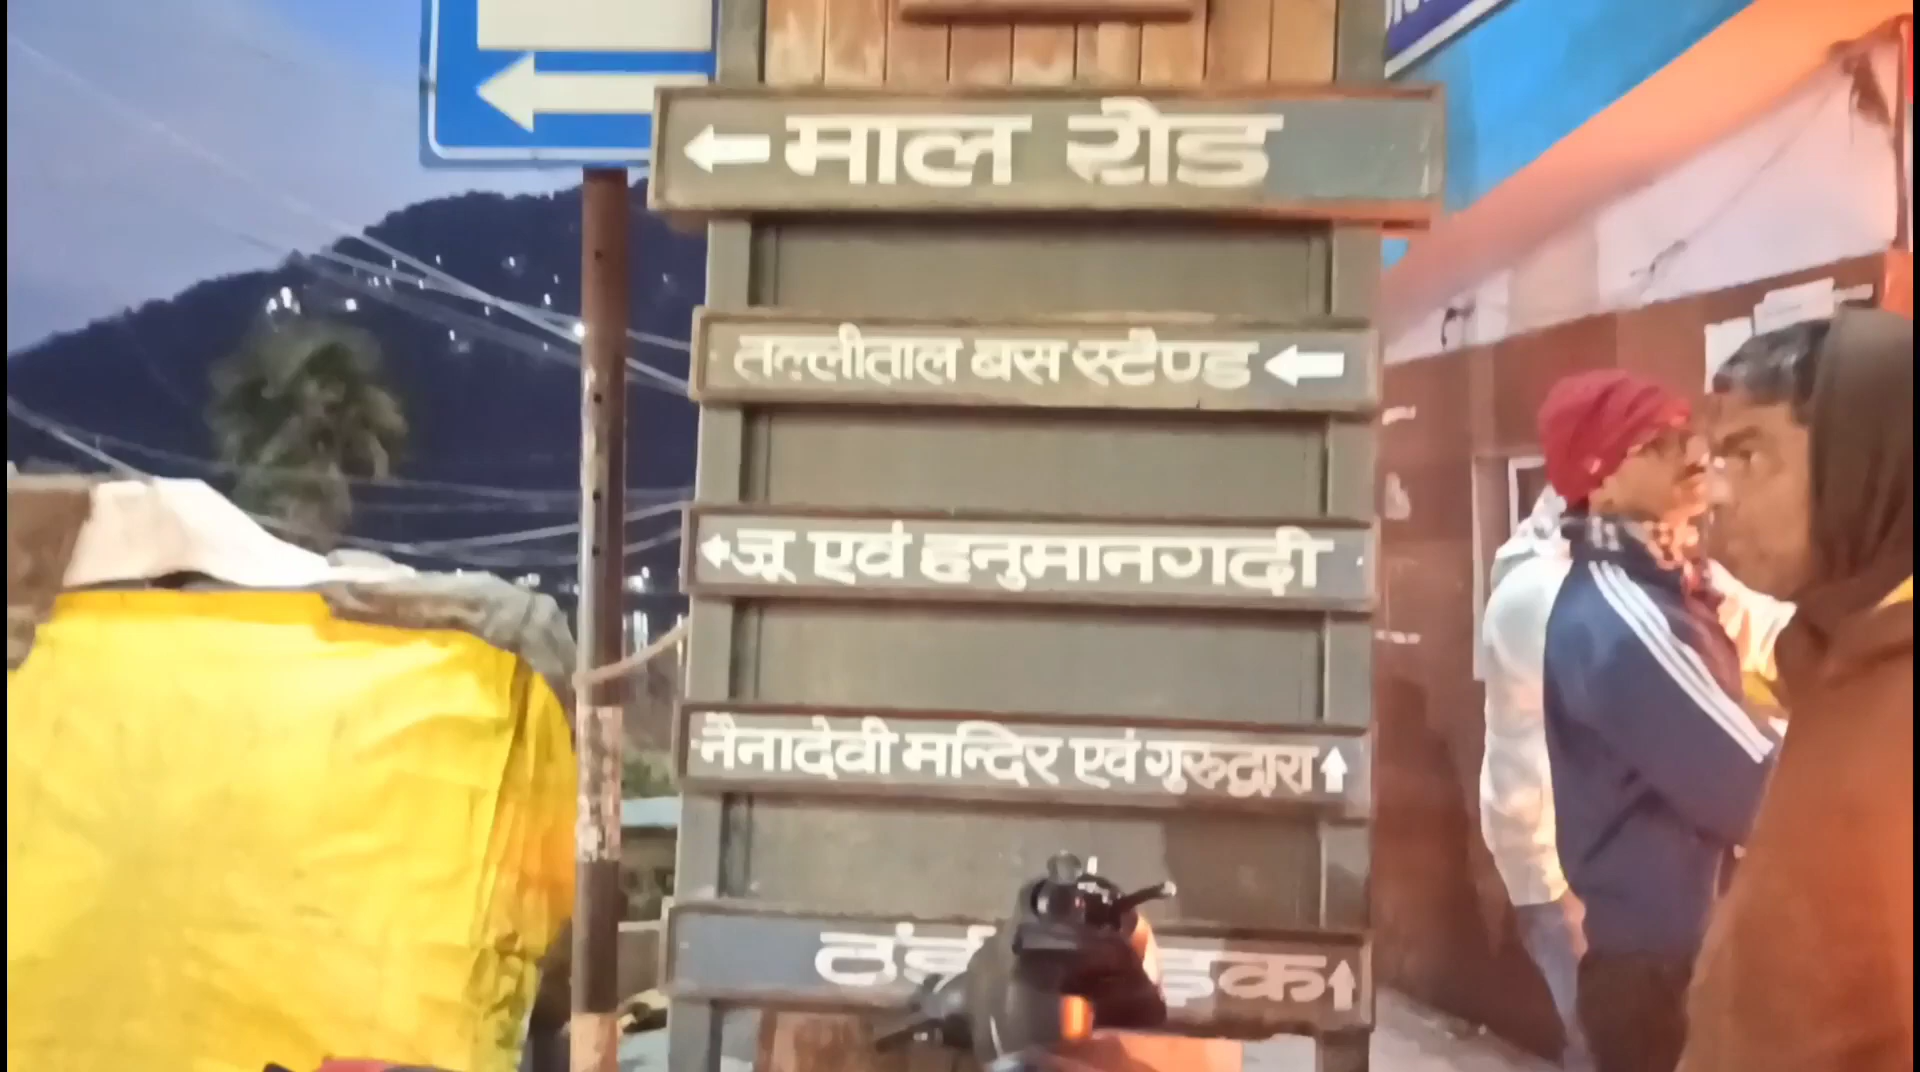 माल रोड
तल्लीताल बस स्टैण्ड
जू एवं हनुमानगढ़ी
नैनादेवी मन्दिर एवं गुरुद्वारा